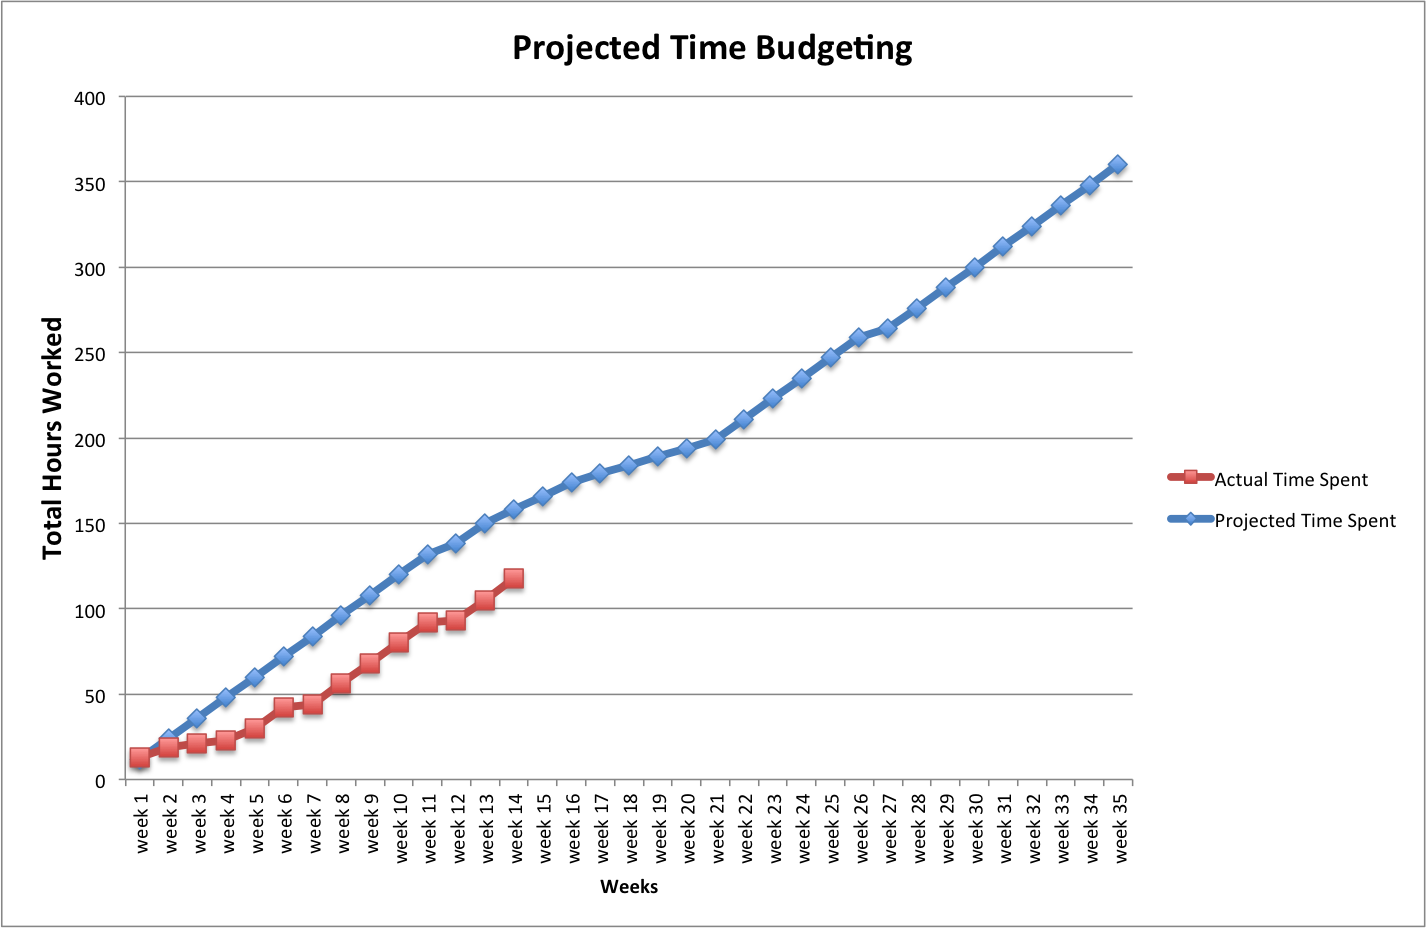 Projected Time Budgeting
Total Hours Worked
400
350
300
250
200
150
100
50
0
week 1
week 2
week 3
week 4
week 5
week 6
week 7
week 8
week 9
week 10
week 11
week 12
week 13
week 14
week 15
week 16
week 17
week 18
week 19
week 20
week 21
week 22
week 23
week 24
week 25
week 26
week 27
week 28
week 29
week 30
week 31
week 32
week 33
week 34
week 35
Weeks
Actual Time Spent
Projected Time Spent